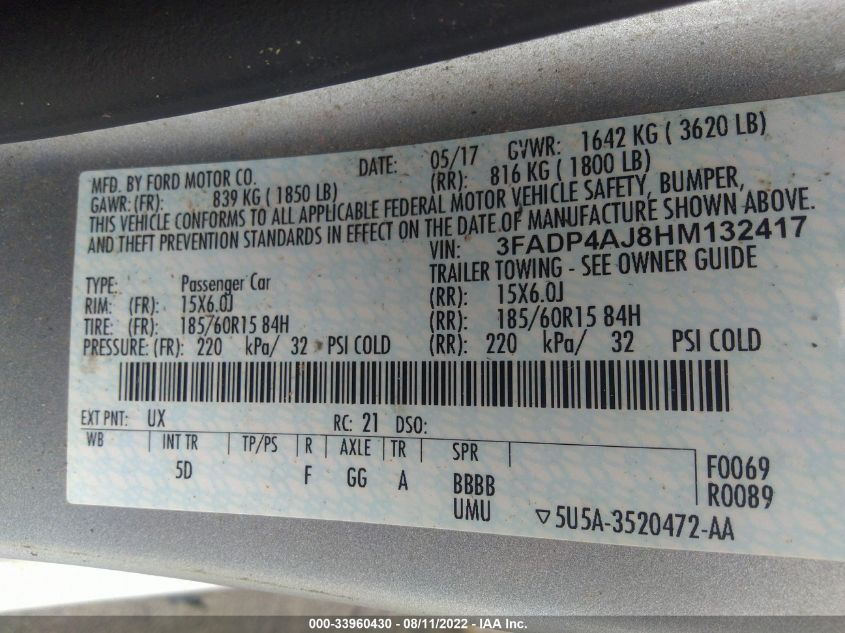 MFD. BY FORD MOTOR CO. DATE: 05/17 GVWR: 1642 KG ( 3620 LB)
GAWR: (FR): 839 KG ( 1850 LB) (RR): 816 KG ( 1800 LB)
THIS VEHICLE CONFORMS TO ALL APPLICABLE FEDERAL MOTOR VEHICLE SAFETY, BUMPER,
AND THEFT PREVENTION STANDARDS IN EFFECT ON THE DATE OF MANUFACTURE SHOWN ABOVE.
VIN: 3FADP4AJ8HM132417
TYPE: Passenger Car TRAILER TOWING - SEE OWNER GUIDE
RIM: (FR): 15X6.0J (RR): 15X6.0J
TIRE: (FR): 185/60R15 84H (RR): 185/60R15 84H
PRESSURE: (FR): 220 kPa/ 32 PSI COLD (RR): 220 kPa/ 32 PSI COLD
EXT PNT: UX RC: 21 DSO:
WB INT TR TP/PS R AXLE TR SPR
5D F GG A BBBB F0069
UMU R0089
▽5U5A-3520472-AA
000-33960430 - 08/11/2022 - IAA Inc.